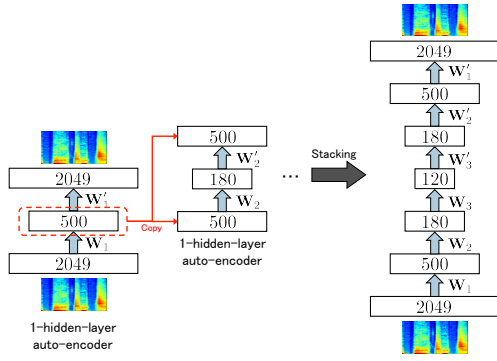 2049
W′₁
500
W₁
2049
1-hidden-layer
auto-encoder
Copy
500
W′₂
180
W₂
500
1-hidden-layer
auto-encoder
...
Stacking
2049
W′₁
500
W′₂
180
W′₃
120
W₃
180
W₂
500
W₁
2049